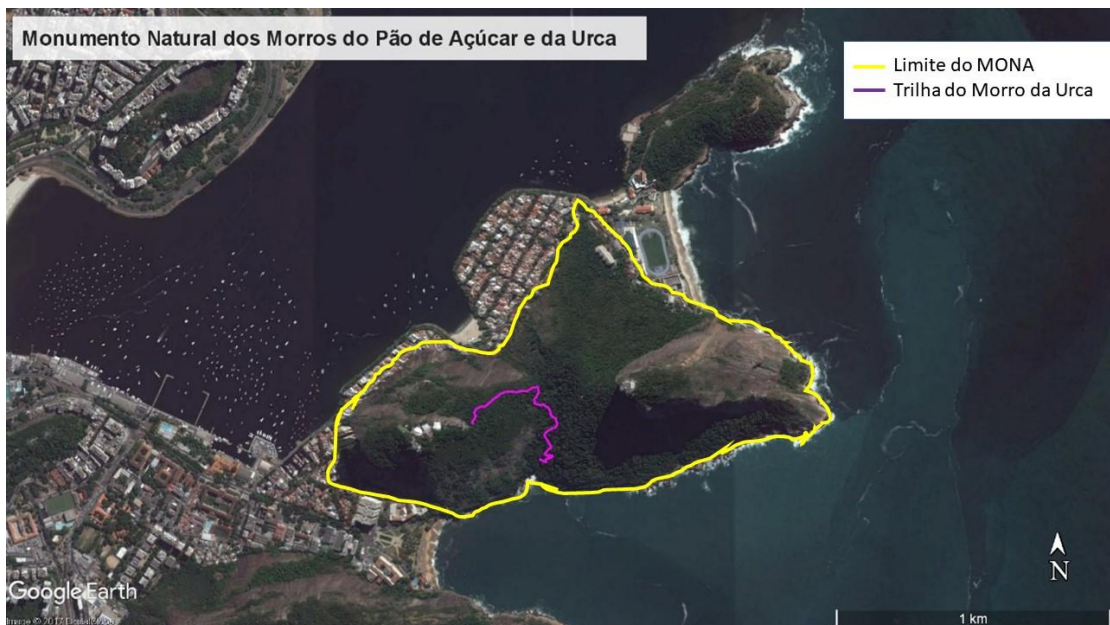 Monumento Natural dos Morros do Pão de Açúcar e da Urca
Limite do MONA
Trilha do Morro da Urca
N
Google Earth
1 km